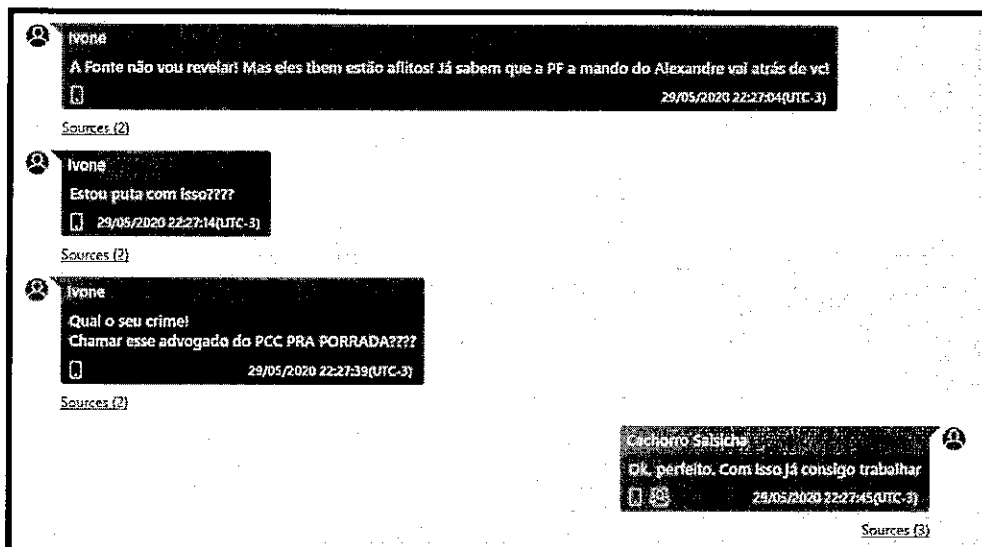 Ivone
A Fonte não vou revelar! Mas eles tbem estão aflitos! Já sabem que a PF a mando do Alexandre vai atrás de vc!
29/05/2020 22:27:04(UTC-3)
Sources (2)
Ivone
Estou puta com isso????
29/05/2020 22:27:14(UTC-3)
Sources (2)
Ivone
Qual o seu crime!
Chamar esse advogado do PCC PRA PORRADA????
29/05/2020 22:27:39(UTC-3)
Sources (2)
Cachorro Salsicha
Ok, perfeito. Com isso já consigo trabalhar
29/05/2020 22:27:45(UTC-3)
Sources (3)